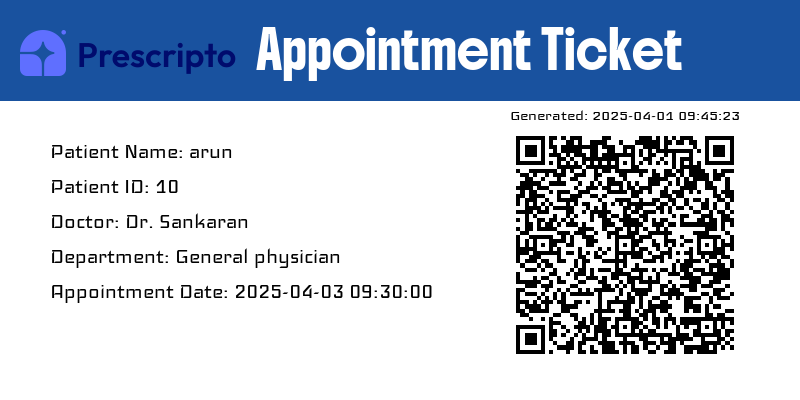 Prescripto
Appointment Ticket
Generated: 2025-04-01 09:45:23
Patient Name: arun
Patient ID: 10
Doctor: Dr. Sankaran
Department: General physician
Appointment Date: 2025-04-03 09:30:00